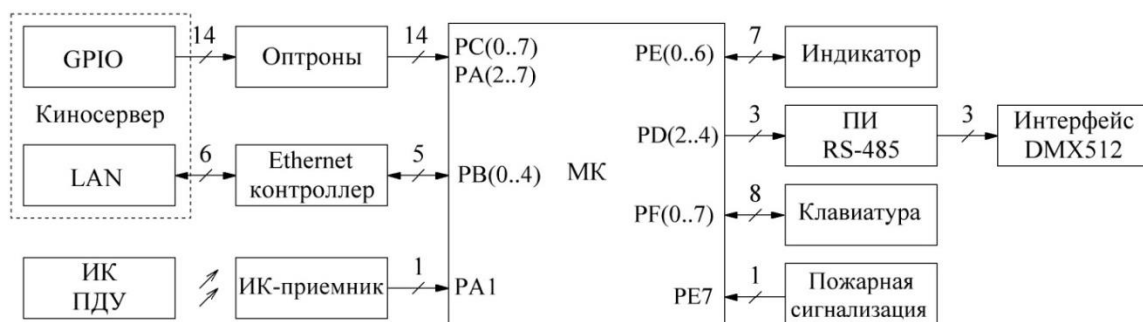 GPIO
14
Оптроны
14
PC(0..7)
PA(2..7)
PE(0..6)
7
Индикатор
Киносервер
PD(2..4)
3
ПИ
RS-485
3
Интерфейс
DMX512
LAN
6
Ethernet
контроллер
5
PB(0..4)
МК
PF(0..7)
8
Клавиатура
ИК
ПДУ
ИК-приемник
1
PA1
PE7
1
Пожарная
сигнализация